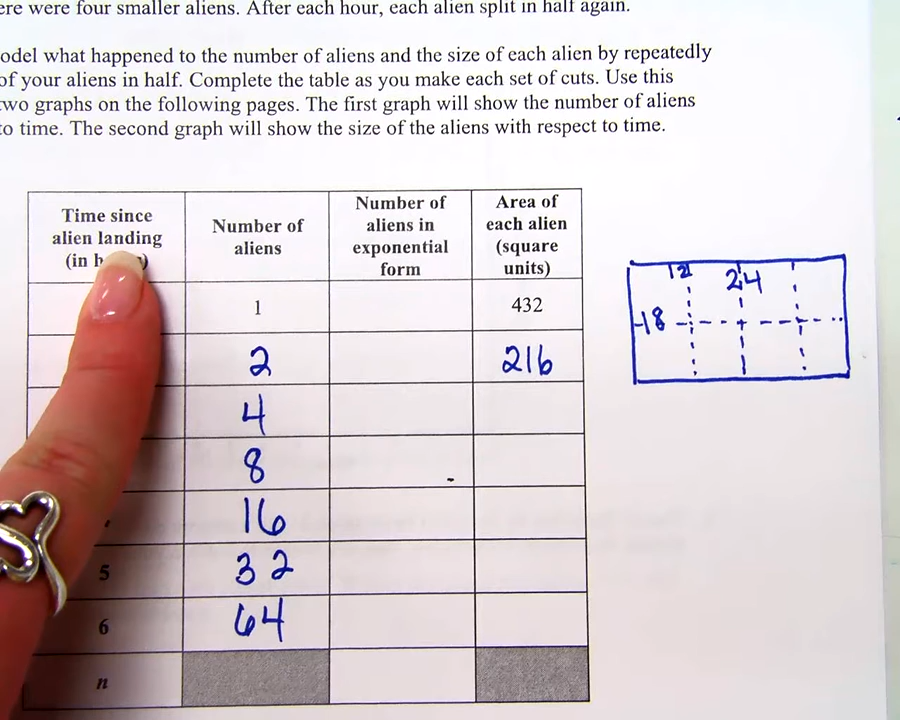 were four smaller aliens. After each hour, each alien split in half again.
what happened to the number of aliens and the size of each alien by repeatedly
of your aliens in half. Complete the table as you make each set of cuts. Use this
two graphs on the following pages. The first graph will show the number of aliens
to time. The second graph will show the size of the aliens with respect to time.
Time since alien landing (in
Number of aliens
Number of aliens in exponential form
Area of each alien (square units)
1 432
2 216
4
8
16
5 32
6 64
n
12 24
18